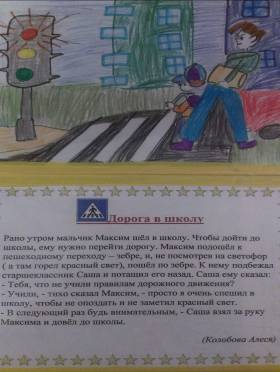 Дорога в школу
Рано утром мальчик Максим шёл в школу. Чтобы дойти до
школы, ему нужно перейти дорогу. Максим подошёл к
пешеходному переходу – зебре, и, не посмотрев на светофор
( а там горел красный свет), пошёл по зебре. К нему подбежал
старшеклассник Саша и потащил его назад. Саша ему сказал:
- Тебя, что не учили правилам дорожного движения?
- Учили, - тихо сказал Максим, - просто я очень спешил в
школу, чтобы не опоздать и не заметил красный свет.
- В следующий раз будь внимательным, - Саша взял за руку
Максима и довёл до школы.
(Козобова Алеся)